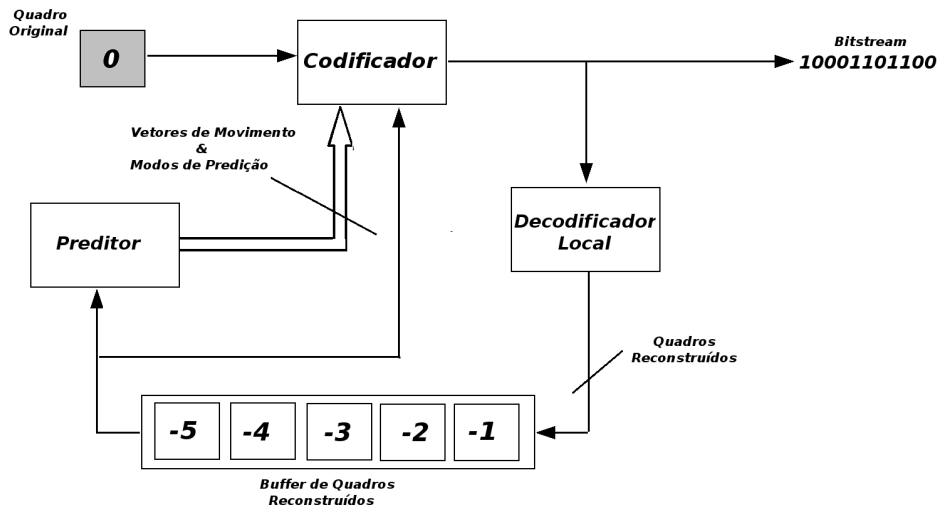 Quadro
Original
0
Codificador
Bitstream
10001101100
Vetores de Movimento
&
Modos de Predição
Preditor
Decodificador
Local
Quadros
Reconstruídos
-5 -4 -3 -2 -1
Buffer de Quadros
Reconstruídos